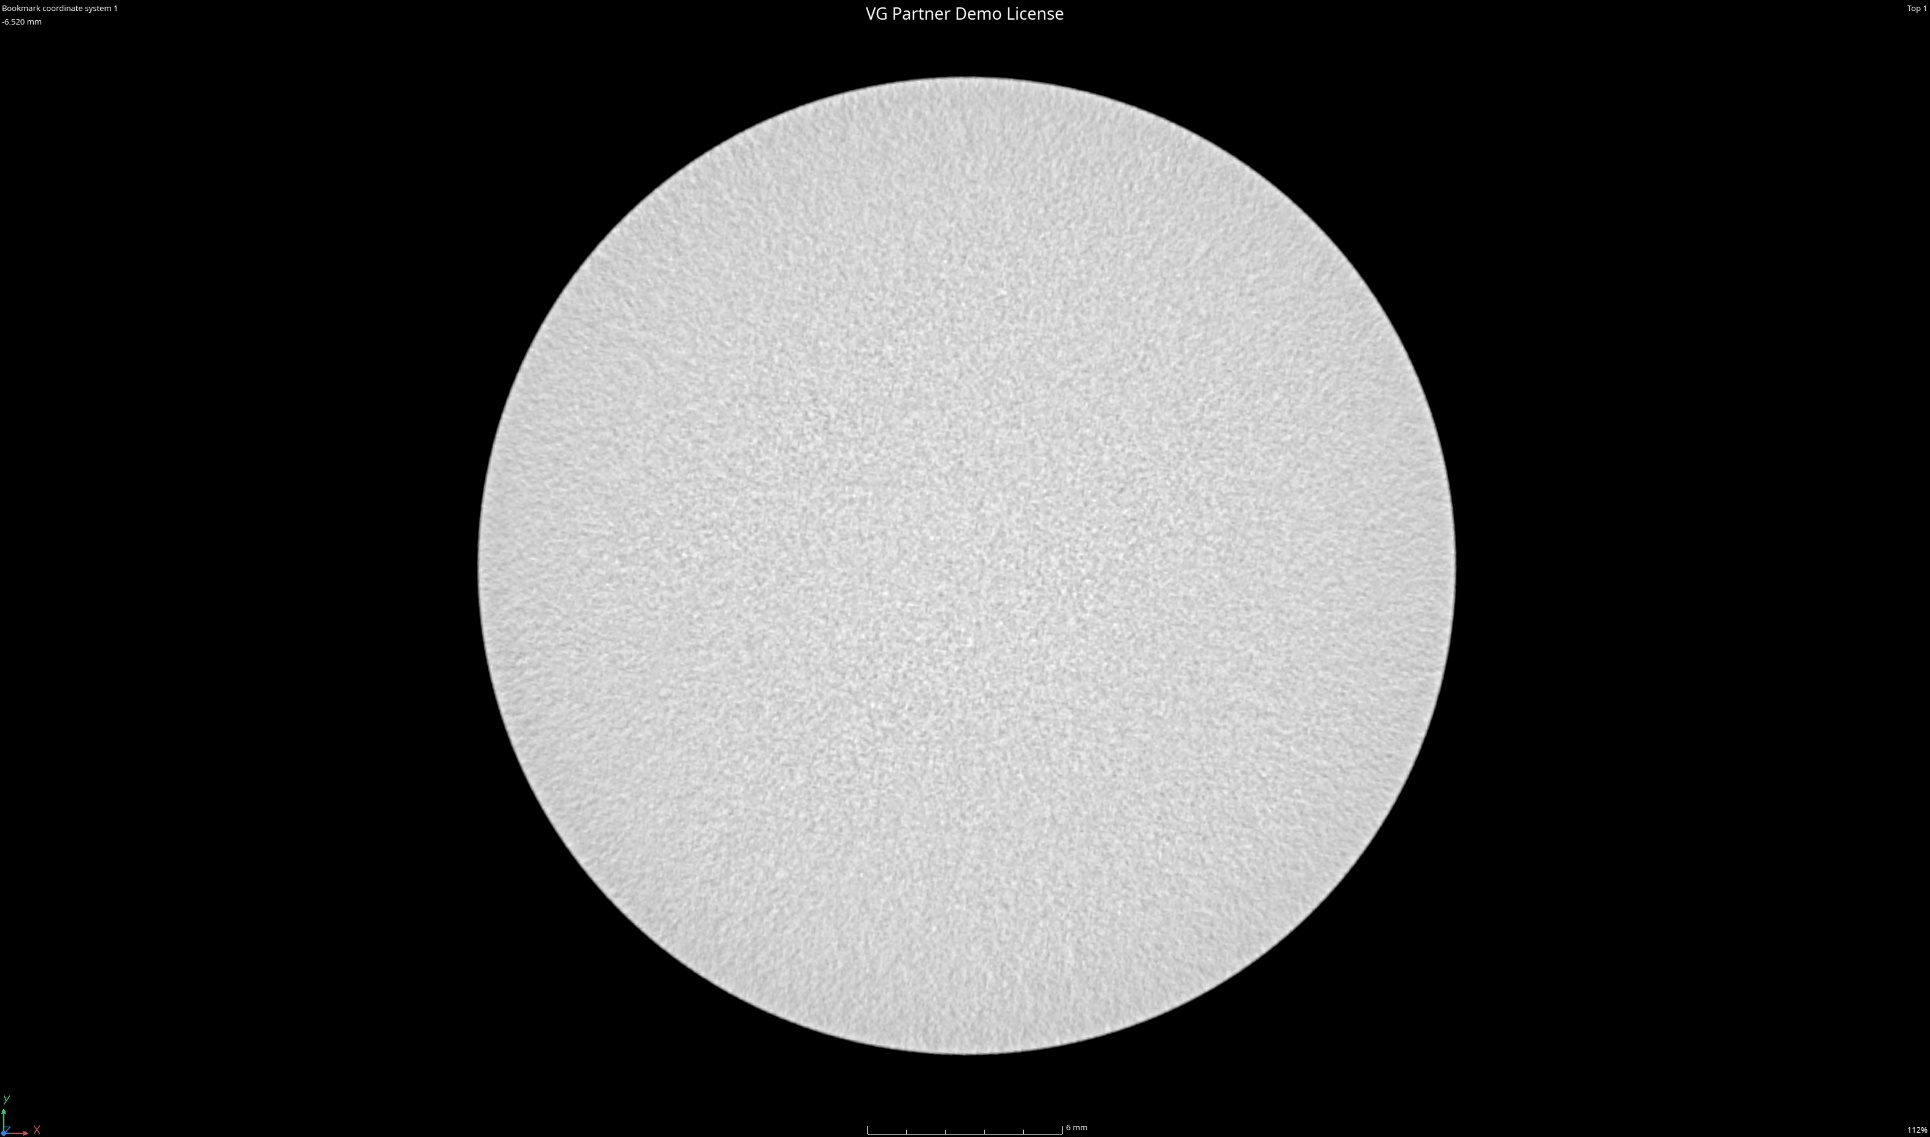 Bookmark coordinate system 1
-6.520 mm
VG Partner Demo License
Top 1
y
Z X
6 mm
112%